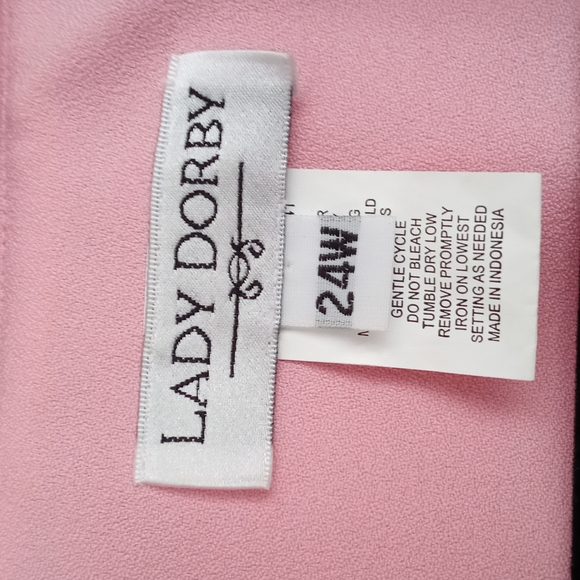 LADY DORBY
24W
GENTLE CYCLE
DO NOT BLEACH
TUMBLE DRY LOW
REMOVE PROMPTLY
IRON ON LOWEST
SETTING AS NEEDED
MADE IN INDONESIA